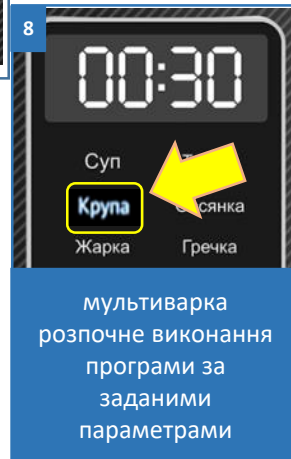 8
00:30
Суп
Крупа
Жарка Гречка
мультиварка
розпочне виконання
програми за
заданими
параметрами